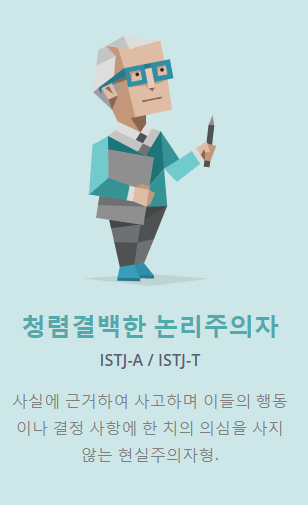 청렴결백한 논리주의자
ISTJ-A / ISTJ-T
사실에 근거하여 사고하며 이들의 행동
이나 결정 사항에 한 치의 의심을 사지
않는 현실주의자형.